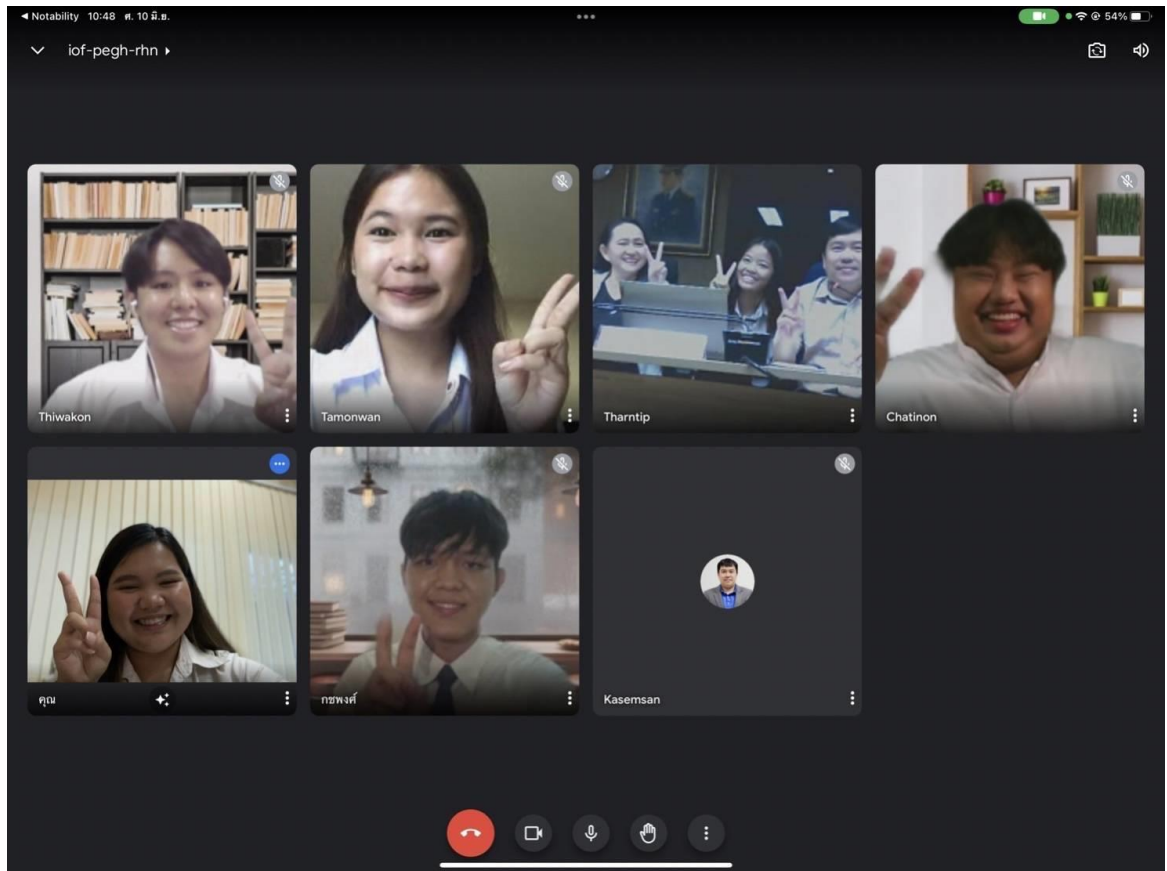 ◀ Notability 10:48 ศ. 10 มิ.ย.
54%
iof-pegh-rhn
Thiwakon
Tamonwan
Tharntip
Chatinon
คุณ
กชพงศ์
Kasemsan